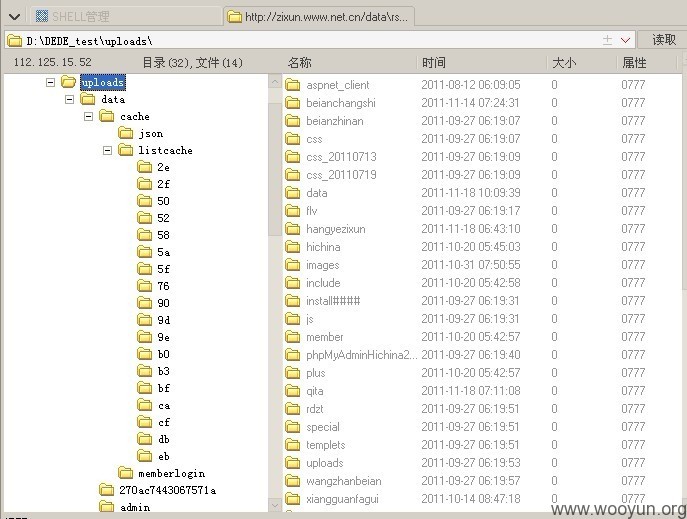 SHELL管理
http://zixun.www.net.cn/data\rs...
D:\DEDE_test\uploads\
读取
112.125.15.52 目录(32),文件(14)
名称 时间 大小 属性
uploads
data
cache
json
listcache
2e
2f
50
52
58
5a
5f
76
90
9d
9e
b0
b3
bf
ca
cf
db
eb
memberlogin
270ac7443067571a
admin
aspnet_client 2011-08-12 06:09:05 0 0777
beianchangshi 2011-11-14 07:24:31 0 0777
beianzhinan 2011-09-27 06:19:07 0 0777
css 2011-09-27 06:19:07 0 0777
css_20110713 2011-09-27 06:19:09 0 0777
css_20110719 2011-09-27 06:19:09 0 0777
data 2011-11-18 10:09:39 0 0777
flv 2011-09-27 06:19:17 0 0777
hangyezixun 2011-11-18 06:43:10 0 0777
hichina 2011-10-20 05:45:03 0 0777
images 2011-10-31 07:50:55 0 0777
include 2011-10-20 05:42:57 0 0777
install#### 2011-09-27 06:19:31 0 0777
js 2011-09-27 06:19:31 0 0777
member 2011-10-20 05:42:57 0 0777
phpMyAdminHichina2... 2011-09-27 06:19:40 0 0777
plus 2011-10-20 05:42:57 0 0777
qita 2011-11-18 07:11:08 0 0777
rdzt 2011-09-27 06:19:51 0 0777
special 2011-09-27 06:19:51 0 0777
templets 2011-09-27 06:19:51 0 0777
uploads 2011-09-27 06:19:53 0 0777
wangzhanbeian 2011-09-27 06:19:57 0 0777
xiangguanfagui 2011-10-14 08:47:18 0 0777
www.wooyun.org